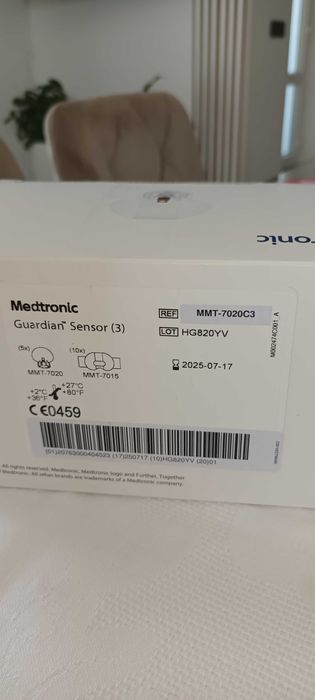 ronic
Medtronic
Guardian™ Sensor (3)
REF MMT-7020C3
LOT HG820YV
2025-07-17
(5x)
MMT-7020
(10x)
MMT-7015
+2°C
+36°F
+27°C
+80°F
CE0459
M002474C001_A
(01)20763000404523 (17)250717 (10)HG820YV (20)01
All rights reserved. Medtronic, Medtronic logo and Further, Together
Medtronic. All other brands are trademarks of a Medtronic company.